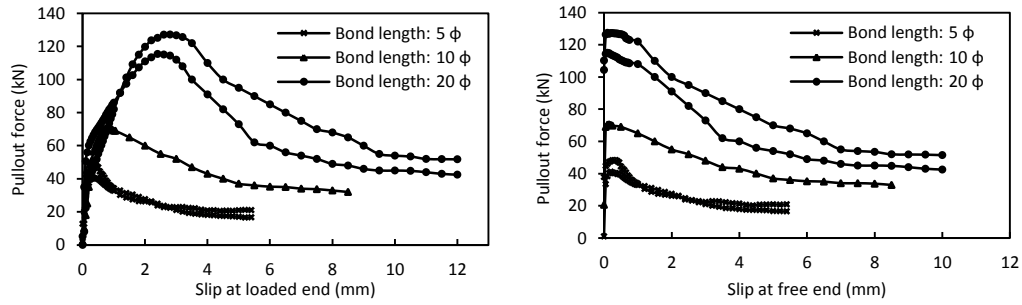 140
120
100
80
60
40
20
0
Pullout force (kN)
0 2 4 6 8 10 12
Slip at loaded end (mm)
Bond length: 5 ϕ
Bond length: 10 ϕ
Bond length: 20 ϕ
140
120
100
80
60
40
20
0
Pullout force (kN)
0 2 4 6 8 10 12
Slip at free end (mm)
Bond length: 5 ϕ
Bond length: 10 ϕ
Bond length: 20 ϕ